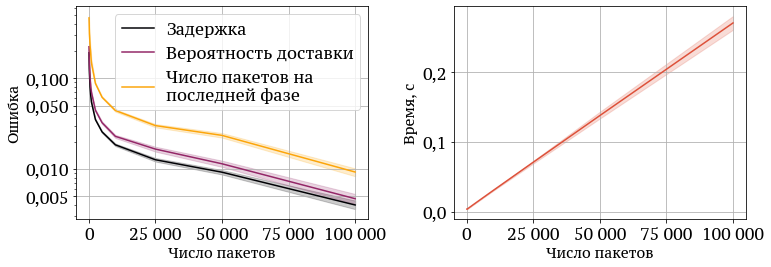 Задержка
Вероятность доставки
Число пакетов на
последней фазе
Ошибка
0,100
0,050
0,010
0,005
0
25 000
50 000
75 000
100 000
Число пакетов
Время, с
0,2
0,1
0,0
0
25 000
50 000
75 000
100 000
Число пакетов